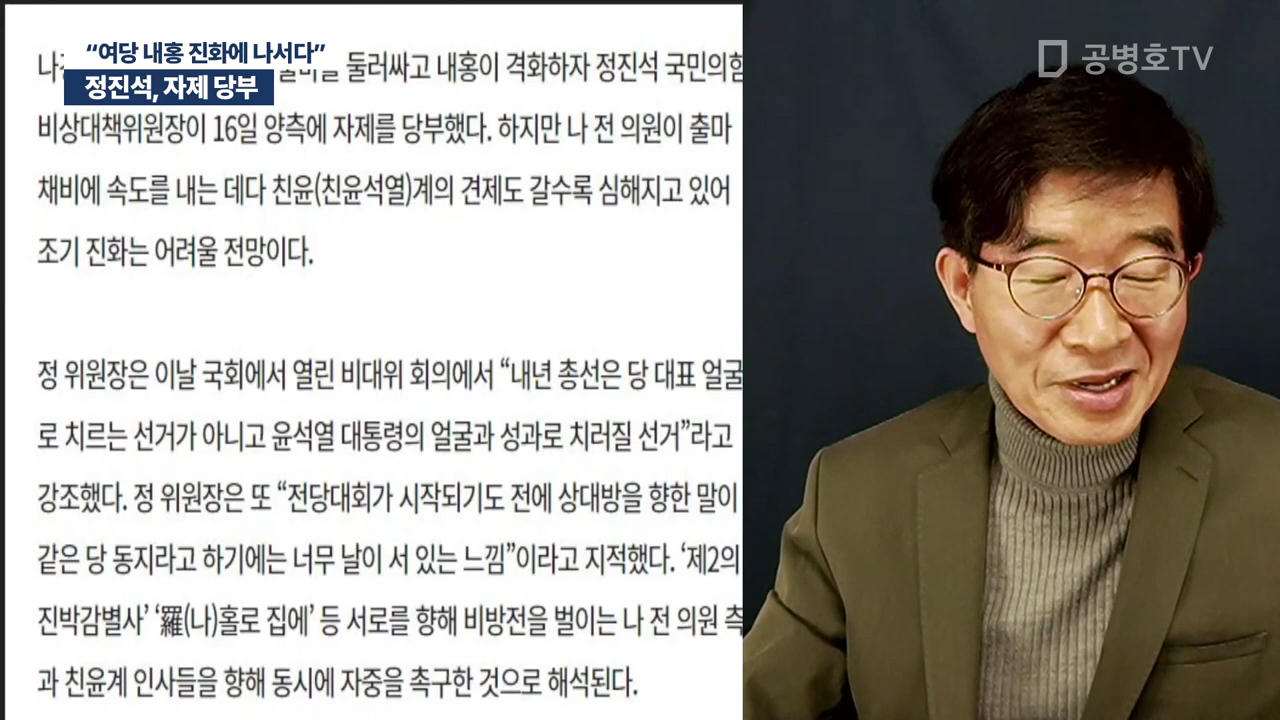 “여당 내홍 진화에 나서다”
정진석, 자제 당부
공병호TV
둘러싸고 내홍이 격화하자 정진석 국민의힘
비상대책위원장이 16일 양측에 자제를 당부했다. 하지만 나 전 의원이 출마
채비에 속도를 내는 데다 친윤(친윤석열)계의 견제도 갈수록 심해지고 있어
조기 진화는 어려울 전망이다.
정 위원장은 이날 국회에서 열린 비대위 회의에서 “내년 총선은 당 대표 얼굴
로 치르는 선거가 아니고 윤석열 대통령의 얼굴과 성과로 치러질 선거”라고
강조했다. 정 위원장은 또 “전당대회가 시작되기도 전에 상대방을 향한 말이
같은 당 동지라고 하기에는 너무 날이 서 있는 느낌”이라고 지적했다. ‘제2의
진박감별사’ ‘羅(나)홀로 집에’ 등 서로를 향해 비방전을 벌이는 나 전 의원 측
과 친윤계 인사들을 향해 동시에 자중을 촉구한 것으로 해석된다.